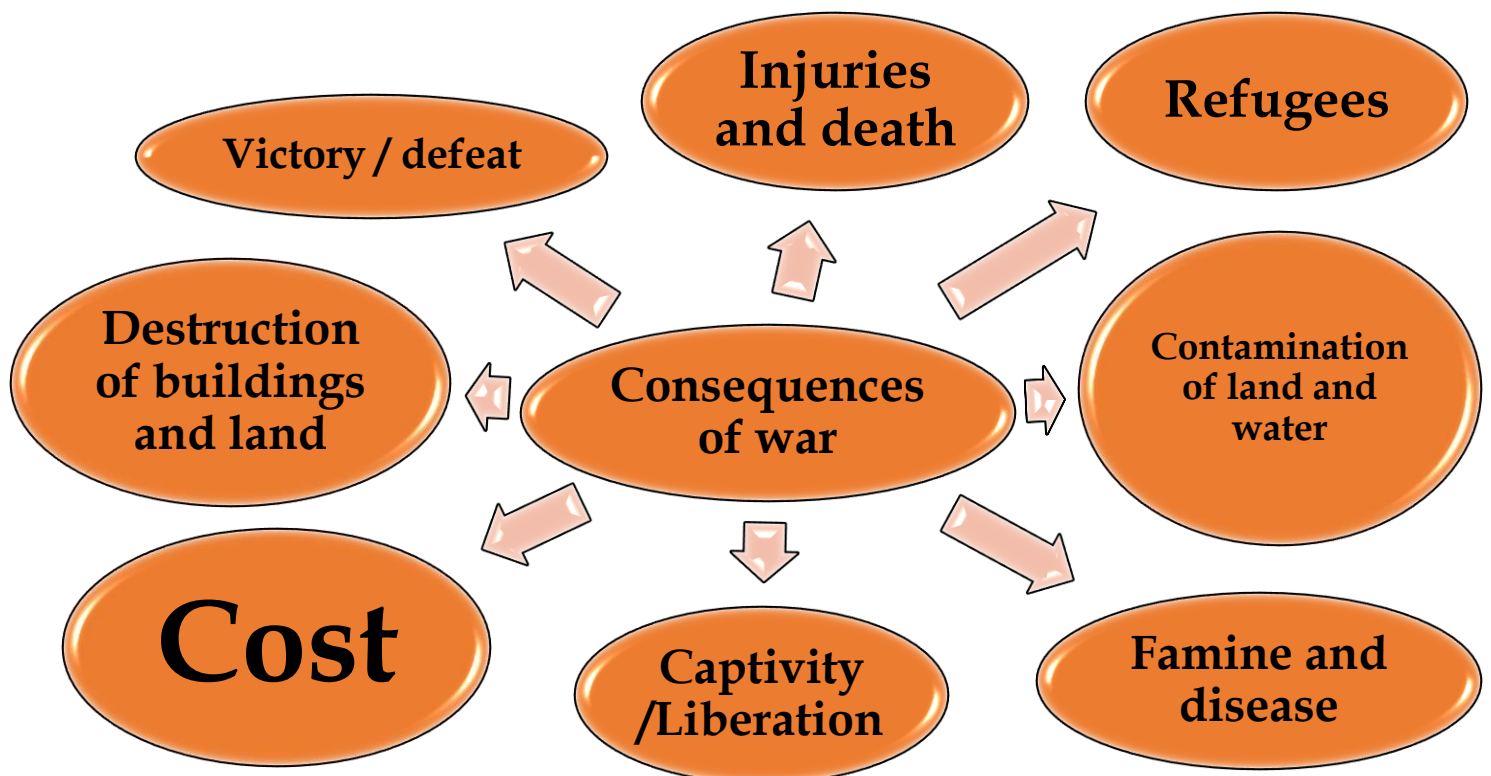 Injuries
and death
Refugees
Victory / defeat
Destruction
of buildings
and land
Consequences
of war
Contamination
of land and
water
Cost
Captivity
/Liberation
Famine and
disease